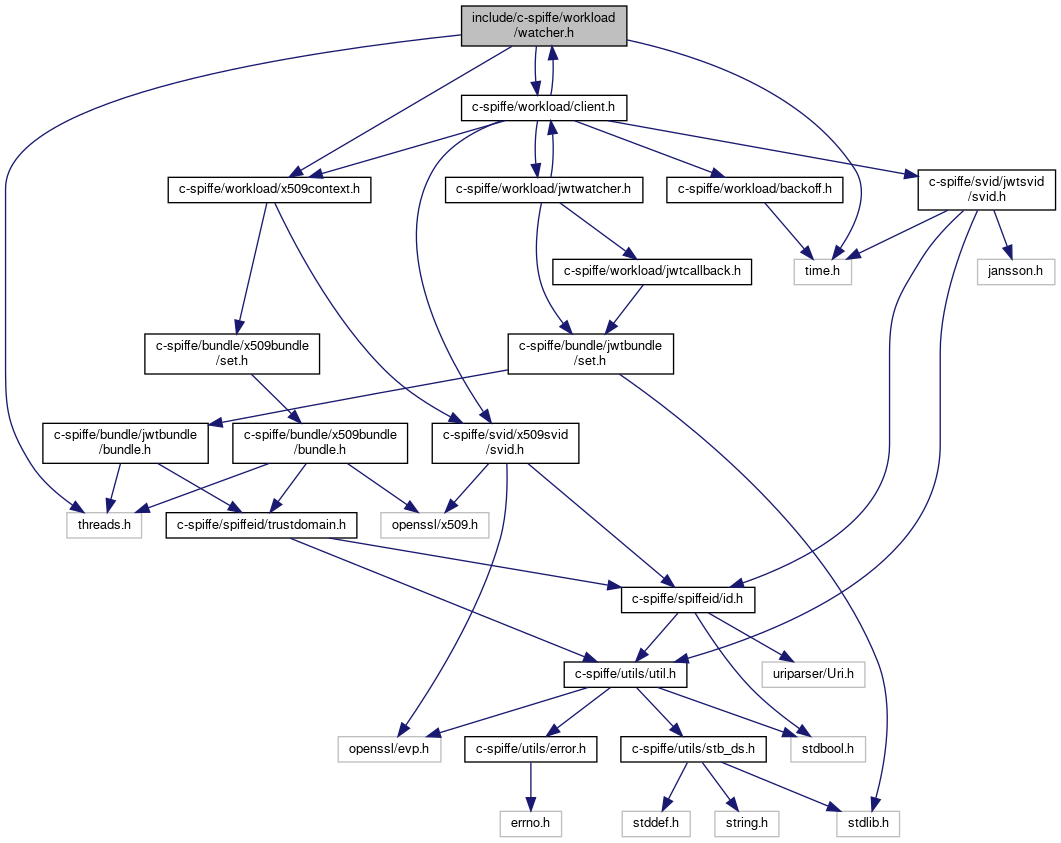 include/c-spiffe/workload
/watcher.h
c-spiffe/workload/client.h
c-spiffe/workload/x509context.h
c-spiffe/workload/jwtwatcher.h
c-spiffe/workload/backoff.h
c-spiffe/svid/jwtsvid
/svid.h
c-spiffe/workload/jwtcallback.h
time.h
jansson.h
c-spiffe/bundle/x509bundle
/set.h
c-spiffe/bundle/jwtbundle
/set.h
c-spiffe/bundle/jwtbundle
/bundle.h
c-spiffe/bundle/x509bundle
/bundle.h
c-spiffe/svid/x509svid
/svid.h
threads.h
c-spiffe/spiffeid/trustdomain.h
openssl/x509.h
c-spiffe/spiffeid/id.h
c-spiffe/utils/util.h
uriparser/Uri.h
openssl/evp.h
c-spiffe/utils/error.h
c-spiffe/utils/stb_ds.h
stdbool.h
errno.h
stddef.h
string.h
stdlib.h